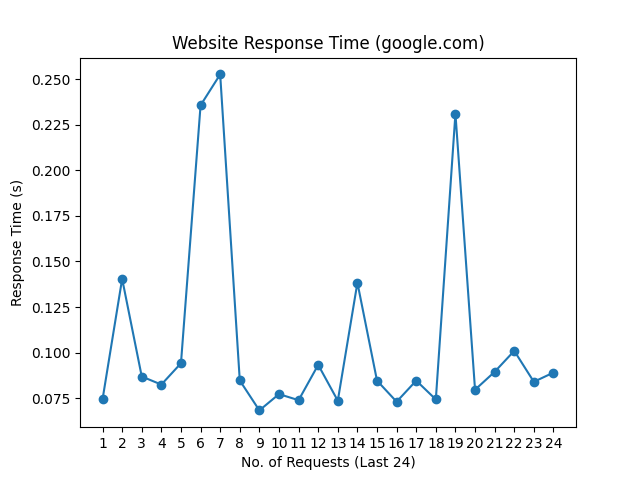 Website Response Time (google.com)
0.250
0.225
0.200
0.175
0.150
0.125
0.100
0.075
Response Time (s)
1 2 3 4 5 6 7 8 9 10 11 12 13 14 15 16 17 18 19 20 21 22 23 24
No. of Requests (Last 24)